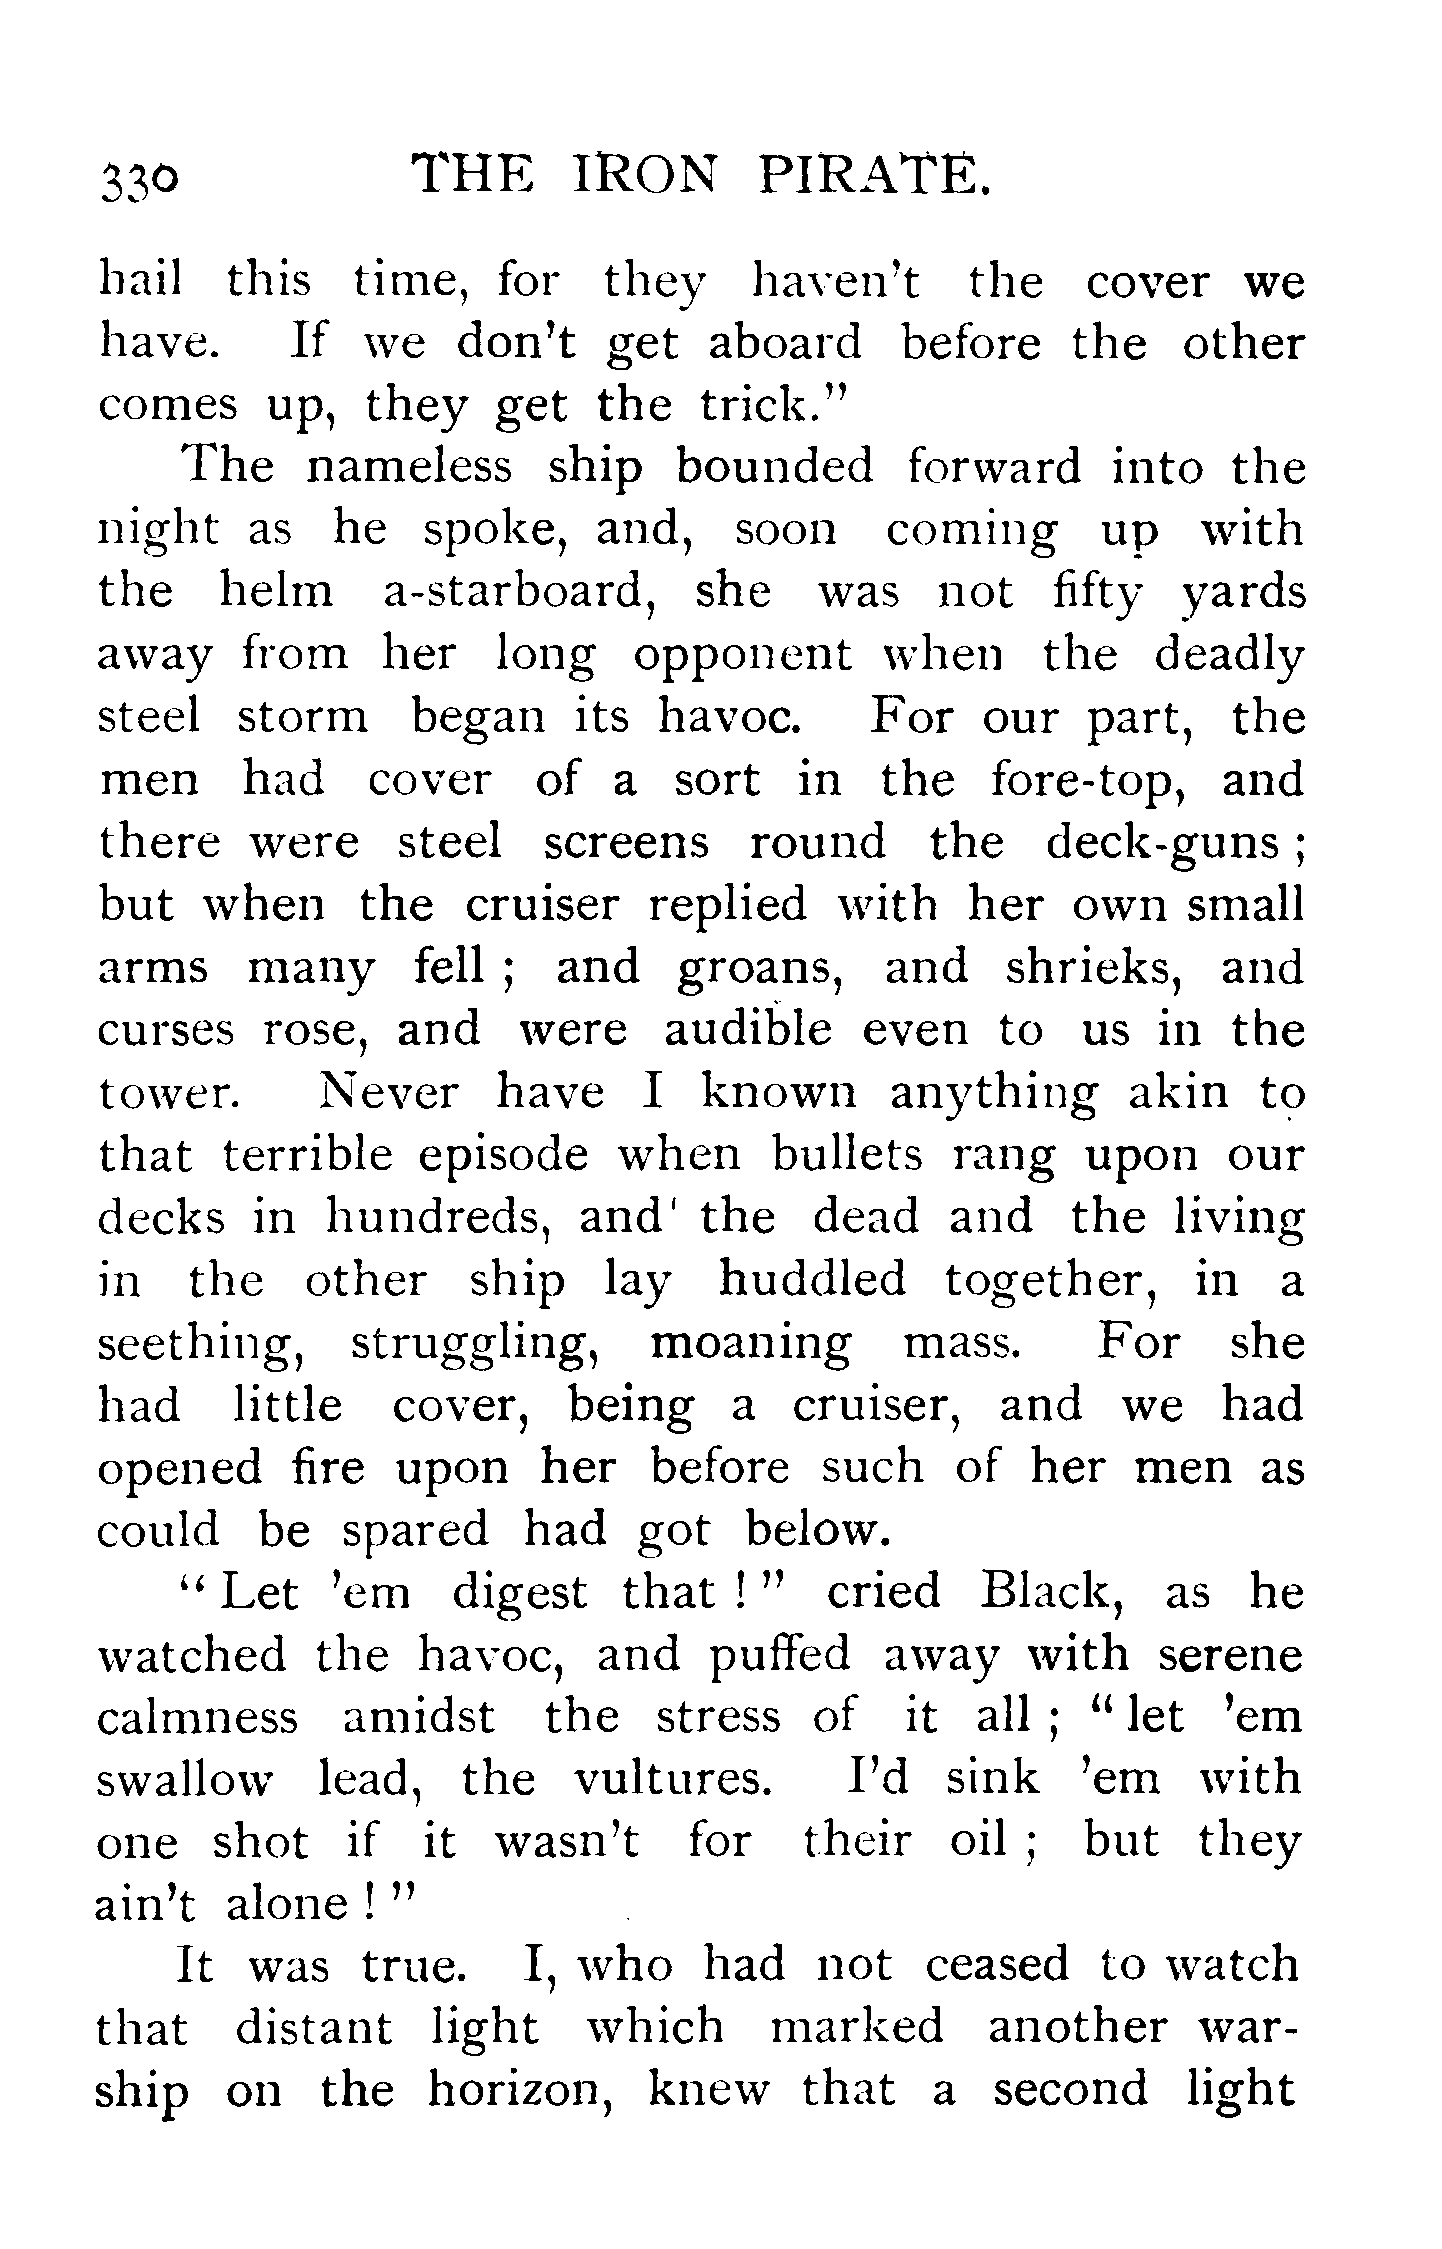 330 THE IRON PIRATE.
hail this time, for they haven't the cover we
have. If we don't get aboard before the other
comes up, they get the trick."
The nameless ship bounded forward into the
night as he spoke, and, soon coming up with
the helm a-starboard, she was not fifty yards
away from her long opponent when the deadly
steel storm began its havoc. For our part, the
men had cover of a sort in the fore-top, and
there were steel screens round the deck-guns ;
but when the cruiser replied with her own small
arms many fell ; and groans, and shrieks, and
curses rose, and were audible even to us in the
tower. Never have I known anything akin to
that terrible episode when bullets rang upon our
decks in hundreds, and' the dead and the living
in the other ship lay huddled together, in a
seething, struggling, moaning mass. For she
had little cover, being a cruiser, and we had
opened fire upon her before such of her men as
could be spared had got below.
"Let 'em digest that ! " cried Black, as he
watched the havoc, and puffed away with serene
calmness amidst the stress of it all ; "let 'em
swallow lead, the vultures. I'd sink 'em with
one shot if it wasn't for their oil ; but they
ain't alone ! "
It was true. I, who had not ceased to watch
that distant light which marked another war-
ship on the horizon, knew that a second light